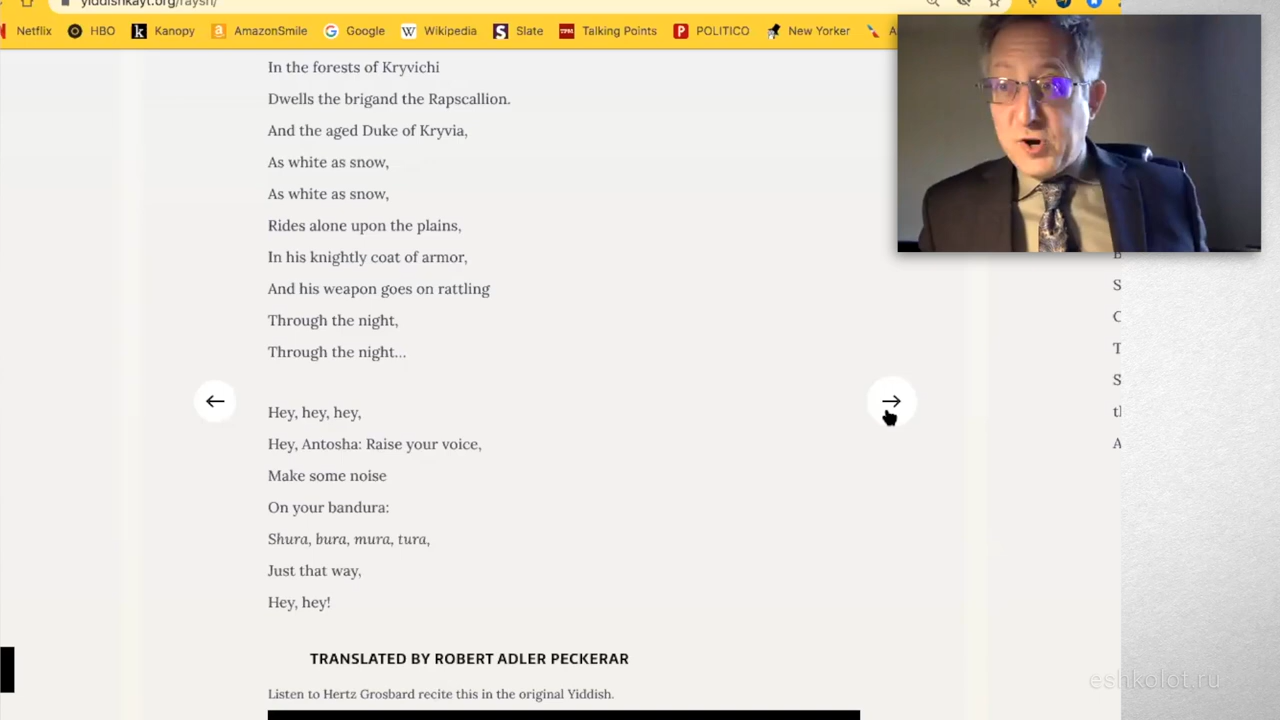 yiddishkayt.org/raysn/
Netflix HBO Kanopy AmazonSmile Google Wikipedia Slate Talking Points POLITICO New Yorker A
In the forests of Kryvichi
Dwells the brigand the Rapscallion.
And the aged Duke of Kryvia,
As white as snow,
As white as snow,
Rides alone upon the plains,
In his knightly coat of armor,
And his weapon goes on rattling
Through the night,
Through the night…
Hey, hey, hey,
Hey, Antosha: Raise your voice,
Make some noise
On your bandura:
Shura, bura, mura, tura,
Just that way,
Hey, hey!
TRANSLATED BY ROBERT ADLER PECKERAR
Listen to Hertz Grosbard recite this in the original Yiddish.
S
C
T
S
A
eshkolot.ru